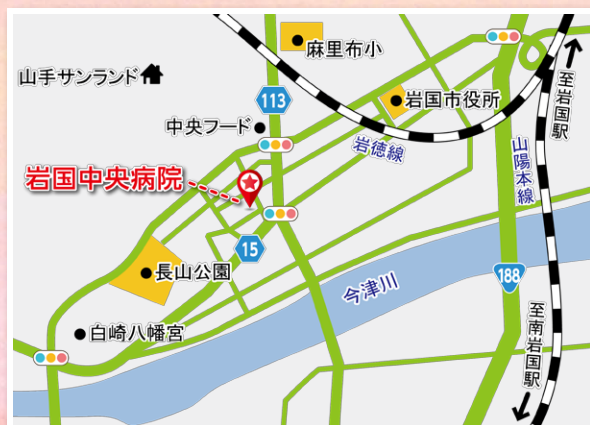 麻里布小
山手サンランド
113
岩国市役所
至岩国駅
中央フード
岩徳線
山陽本線
岩国中央病院
15
長山公園
188
今津川
白崎八幡宮
至南岩国駅